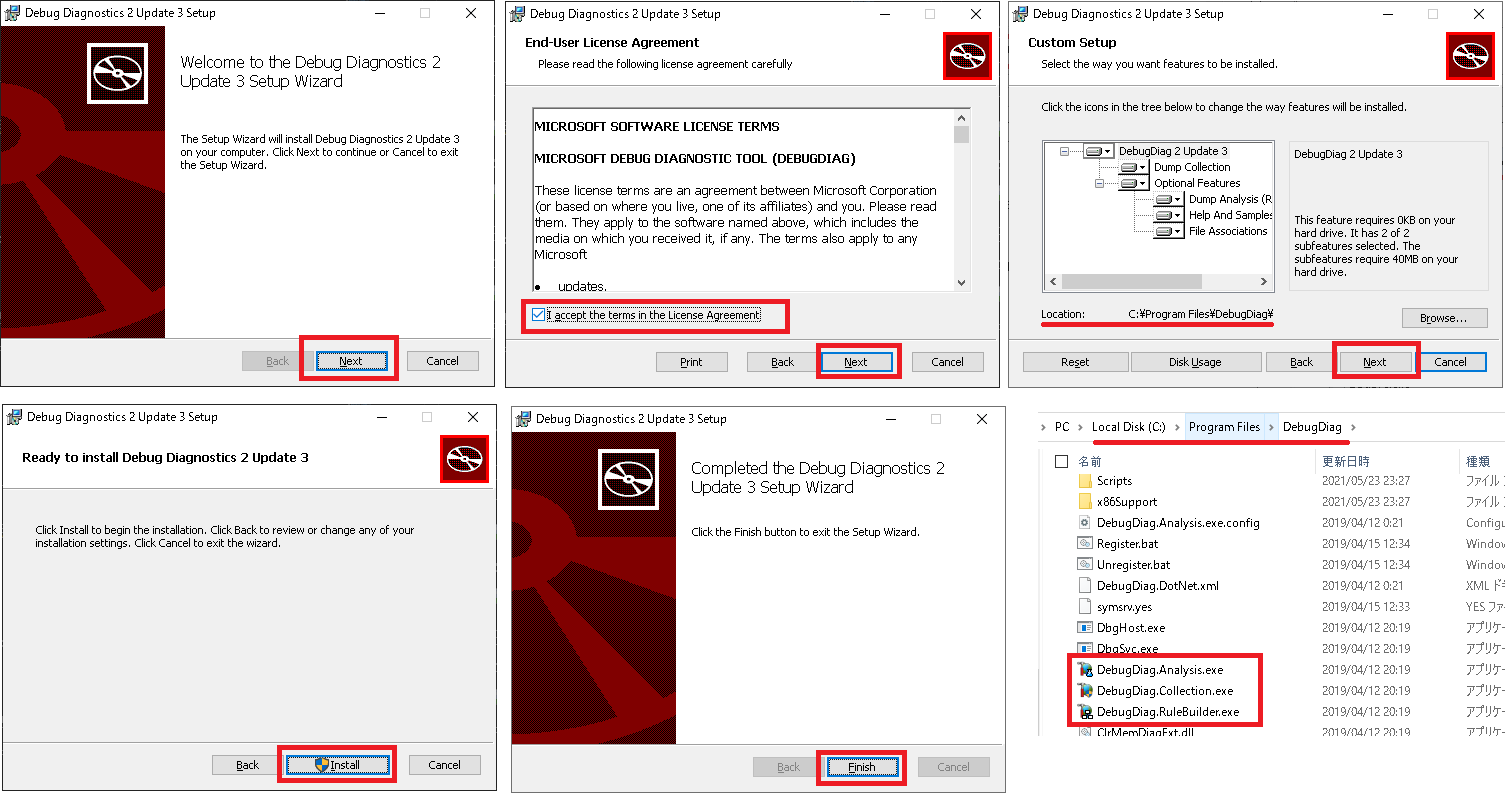 Debug Diagnostics 2 Update 3 Setup
Welcome to the Debug Diagnostics 2
Update 3 Setup Wizard
The Setup Wizard will install Debug Diagnostics 2 Update 3
on your computer. Click Next to continue or Cancel to exit
the Setup Wizard.
Back
Next
Cancel
Debug Diagnostics 2 Update 3 Setup
End-User License Agreement
Please read the following license agreement carefully
MICROSOFT SOFTWARE LICENSE TERMS
MICROSOFT DEBUG DIAGNOSTIC TOOL (DEBUGDIAG)
These license terms are an agreement between Microsoft Corporation
(or based on where you live, one of its affiliates) and you. Please read
them. They apply to the software named above, which includes the
media on which you received it, if any. The terms also apply to any
Microsoft
• updates,
I accept the terms in the License Agreement
Print
Back
Next
Cancel
Debug Diagnostics 2 Update 3 Setup
Custom Setup
Select the way you want features to be installed.
Click the icons in the tree below to change the way features will be installed.
DebugDiag 2 Update 3
Dump Collection
Optional Features
Dump Analysis (R
Help And Samples
File Associations
DebugDiag 2 Update 3
This feature requires 0KB on your
hard drive. It has 2 of 2
subfeatures selected. The
subfeatures require 40MB on your
hard drive.
Location: C:¥Program Files¥DebugDiag¥
Browse...
Reset
Disk Usage
Back
Next
Cancel
Debug Diagnostics 2 Update 3 Setup
Ready to install Debug Diagnostics 2 Update 3
Click Install to begin the installation. Click Back to review or change any of your
installation settings. Click Cancel to exit the wizard.
Back
Install
Cancel
Debug Diagnostics 2 Update 3 Setup
Completed the Debug Diagnostics 2
Update 3 Setup Wizard
Click the Finish button to exit the Setup Wizard.
Back
Finish
Cancel
PC > Local Disk (C:) > Program Files > DebugDiag >
名前 更新日時 種類
Scripts 2021/05/23 23:27 ファイル
x86Support 2021/05/23 23:27 ファイル
DebugDiag.Analysis.exe.config 2019/04/12 0:21 Configu
Register.bat 2019/04/15 12:34 Windov
Unregister.bat 2019/04/15 12:34 Windov
DebugDiag.DotNet.xml 2019/04/12 0:21 XML ドキ
symsrv.yes 2019/04/15 12:33 YES ファ
DbgHost.exe 2019/04/12 20:19 アプリケー
DbgSvc.exe 2019/04/12 20:19 アプリケー
DebugDiag.Analysis.exe 2019/04/12 20:19 アプリケー
DebugDiag.Collection.exe 2019/04/12 20:19 アプリケー
DebugDiag.RuleBuilder.exe 2019/04/12 20:19 アプリケー
ClrMemDiagExt.dll 2019/04/12 20:19 アプリケー